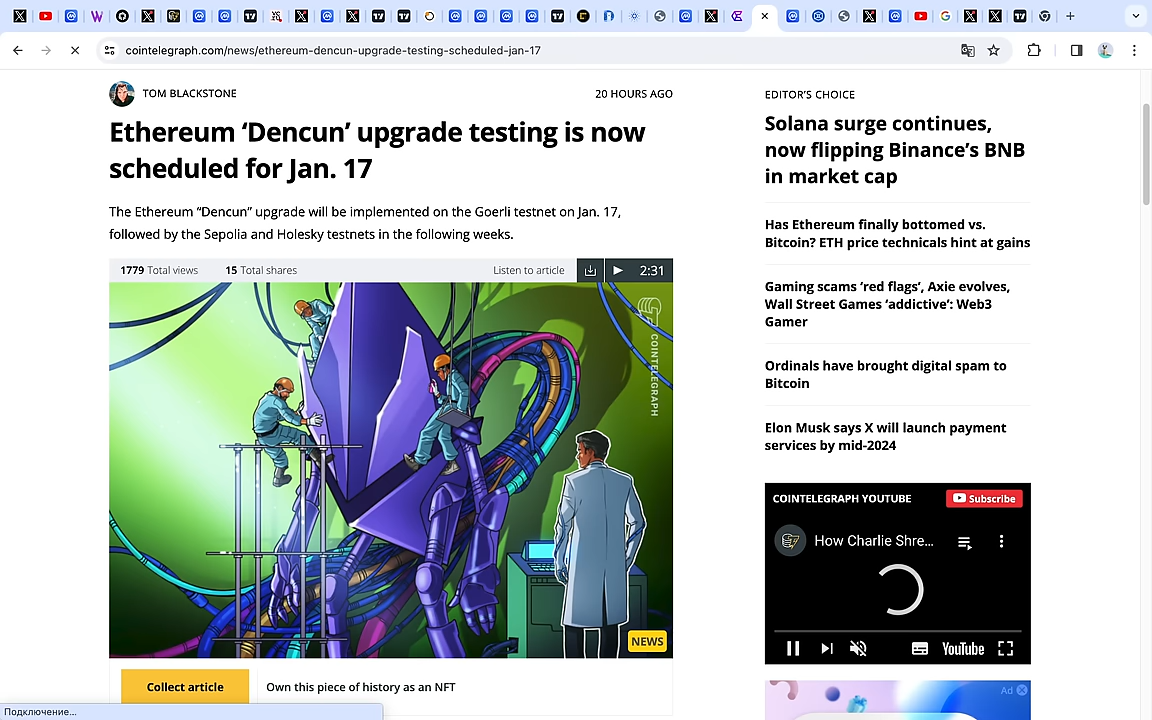 cointelegraph.com/news/ethereum-dencun-upgrade-testing-scheduled-jan-17
TOM BLACKSTONE
20 HOURS AGO
Ethereum ‘Dencun’ upgrade testing is now
scheduled for Jan. 17
The Ethereum “Dencun” upgrade will be implemented on the Goerli testnet on Jan. 17,
followed by the Sepolia and Holesky testnets in the following weeks.
1779 Total views
15 Total shares
Listen to article
2:31
COINTELEGRAPH
NEWS
Collect article
Own this piece of history as an NFT
EDITOR’S CHOICE
Solana surge continues,
now flipping Binance’s BNB
in market cap
Has Ethereum finally bottomed vs.
Bitcoin? ETH price technicals hint at gains
Gaming scams ‘red flags’, Axie evolves,
Wall Street Games ‘addictive’: Web3
Gamer
Ordinals have brought digital spam to
Bitcoin
Elon Musk says X will launch payment
services by mid-2024
COINTELEGRAPH YOUTUBE
Subscribe
How Charlie Shre...
YouTube
Ad
Подключение...